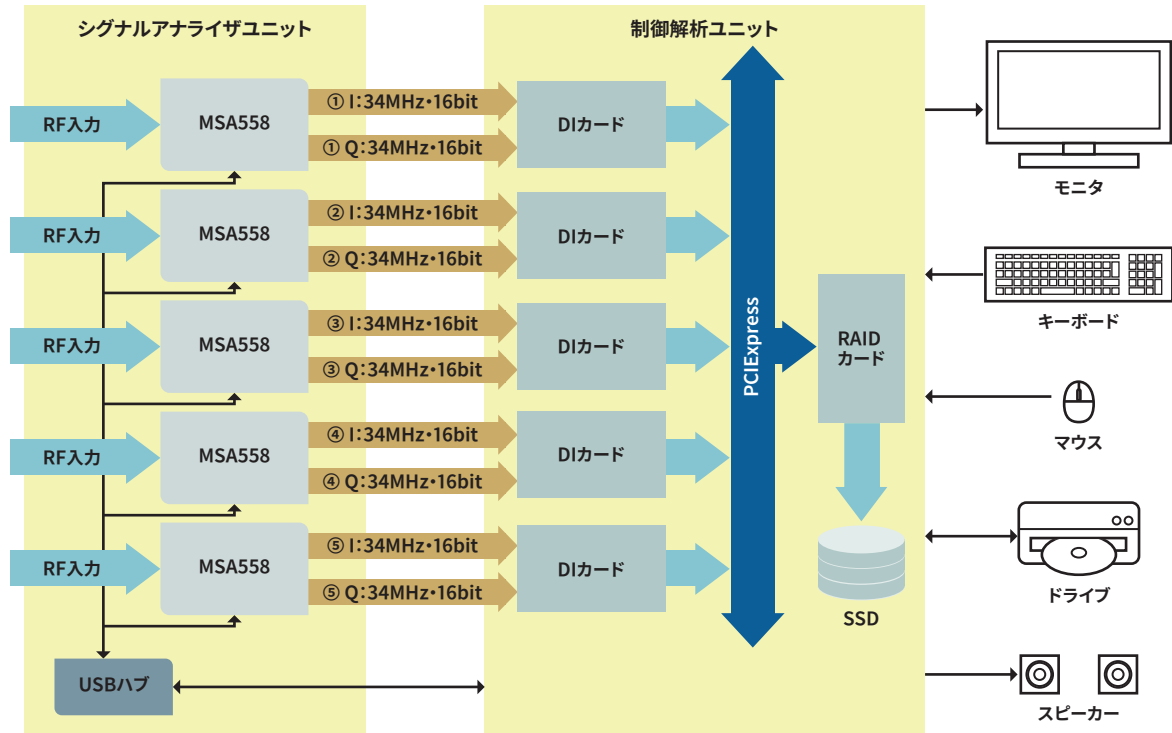 シグナルアナライザユニット
制御解析ユニット
RF入力
MSA558
① I:34MHz・16bit
① Q:34MHz・16bit
DIカード
RF入力
MSA558
② I:34MHz・16bit
② Q:34MHz・16bit
DIカード
RF入力
MSA558
③ I:34MHz・16bit
③ Q:34MHz・16bit
DIカード
RF入力
MSA558
④ I:34MHz・16bit
④ Q:34MHz・16bit
DIカード
RF入力
MSA558
⑤ I:34MHz・16bit
⑤ Q:34MHz・16bit
DIカード
USBハブ
PCIExpress
RAID
カード
SSD
モニタ
キーボード
マウス
ドライブ
スピーカー